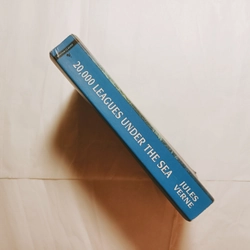 20,000 LEAGUES UNDER THE SEA
JULES
VERNE